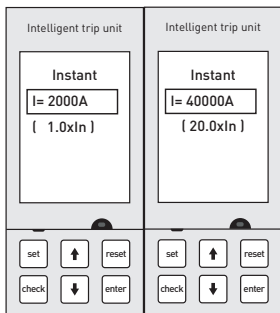 Intelligent trip unit
Instant
I= 2000A
( 1.0xIn )
set
reset
check
enter
Intelligent trip unit
Instant
I= 40000A
( 20.0xIn )
set
reset
check
enter